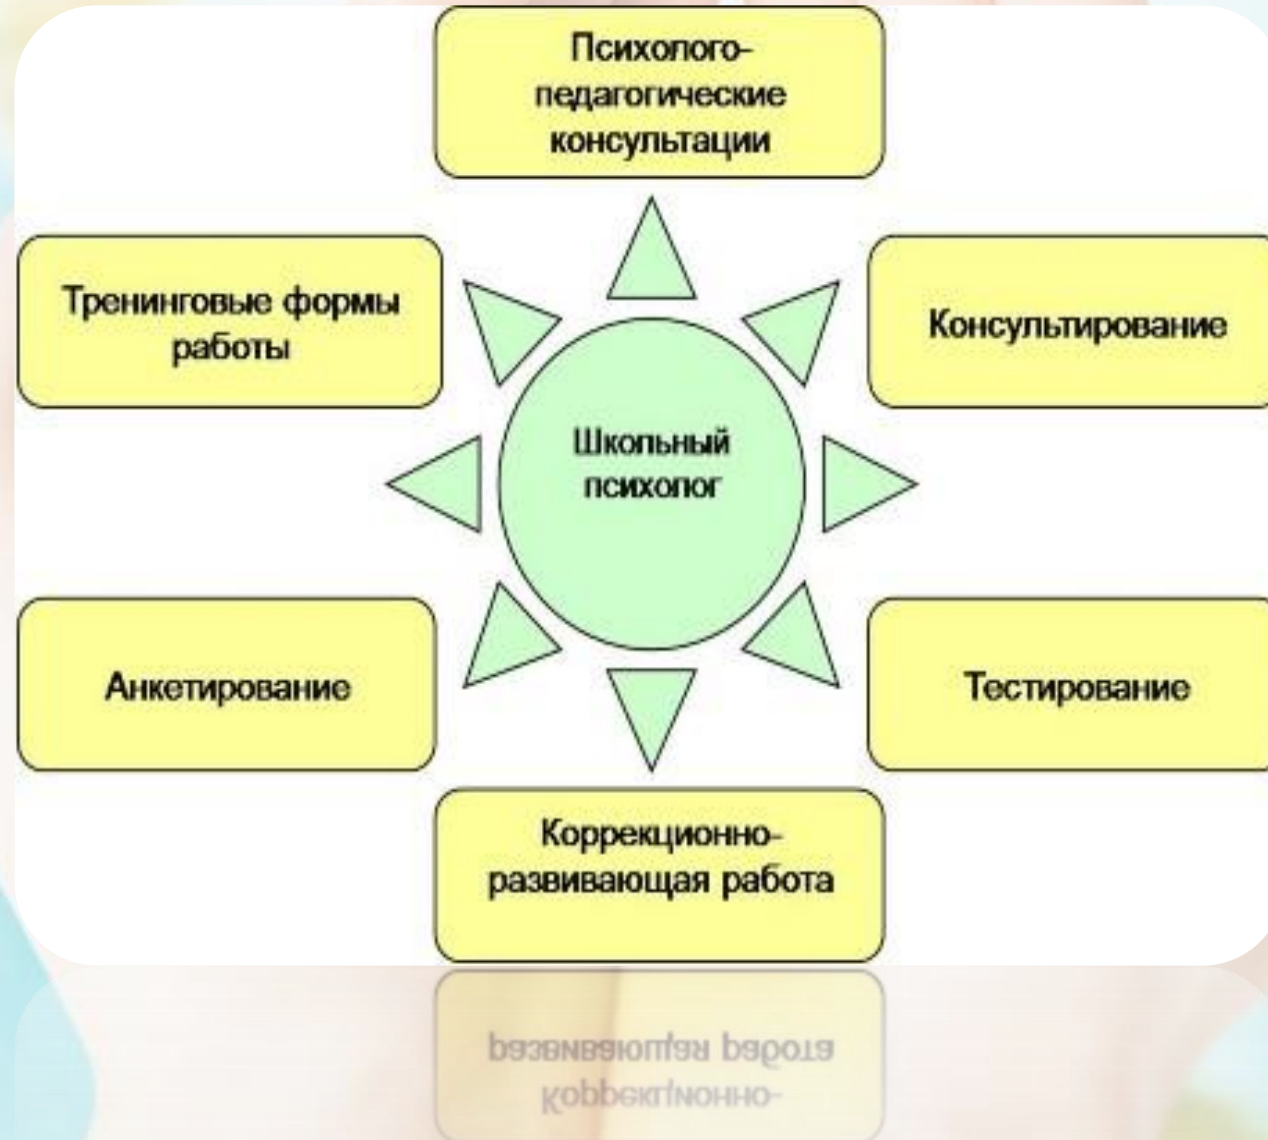 Психолого-
педагогические
консультации
Тренинговые формы
работы
Консультирование
Школьный
психолог
Анкетирование
Тестирование
Коррекционно-
развивающая работа